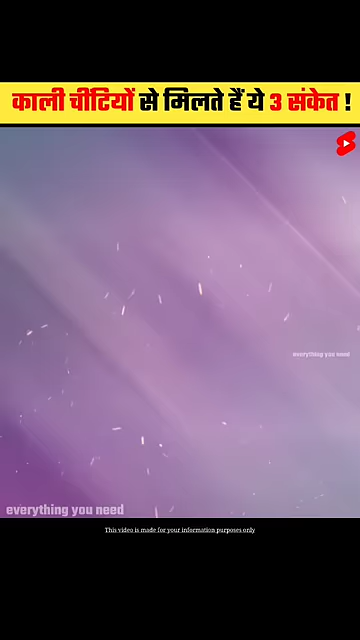 काली चीटियों से मिलते हैं ये 3 संकेत !
everything you need
everything you need
This video is made for your information purposes only